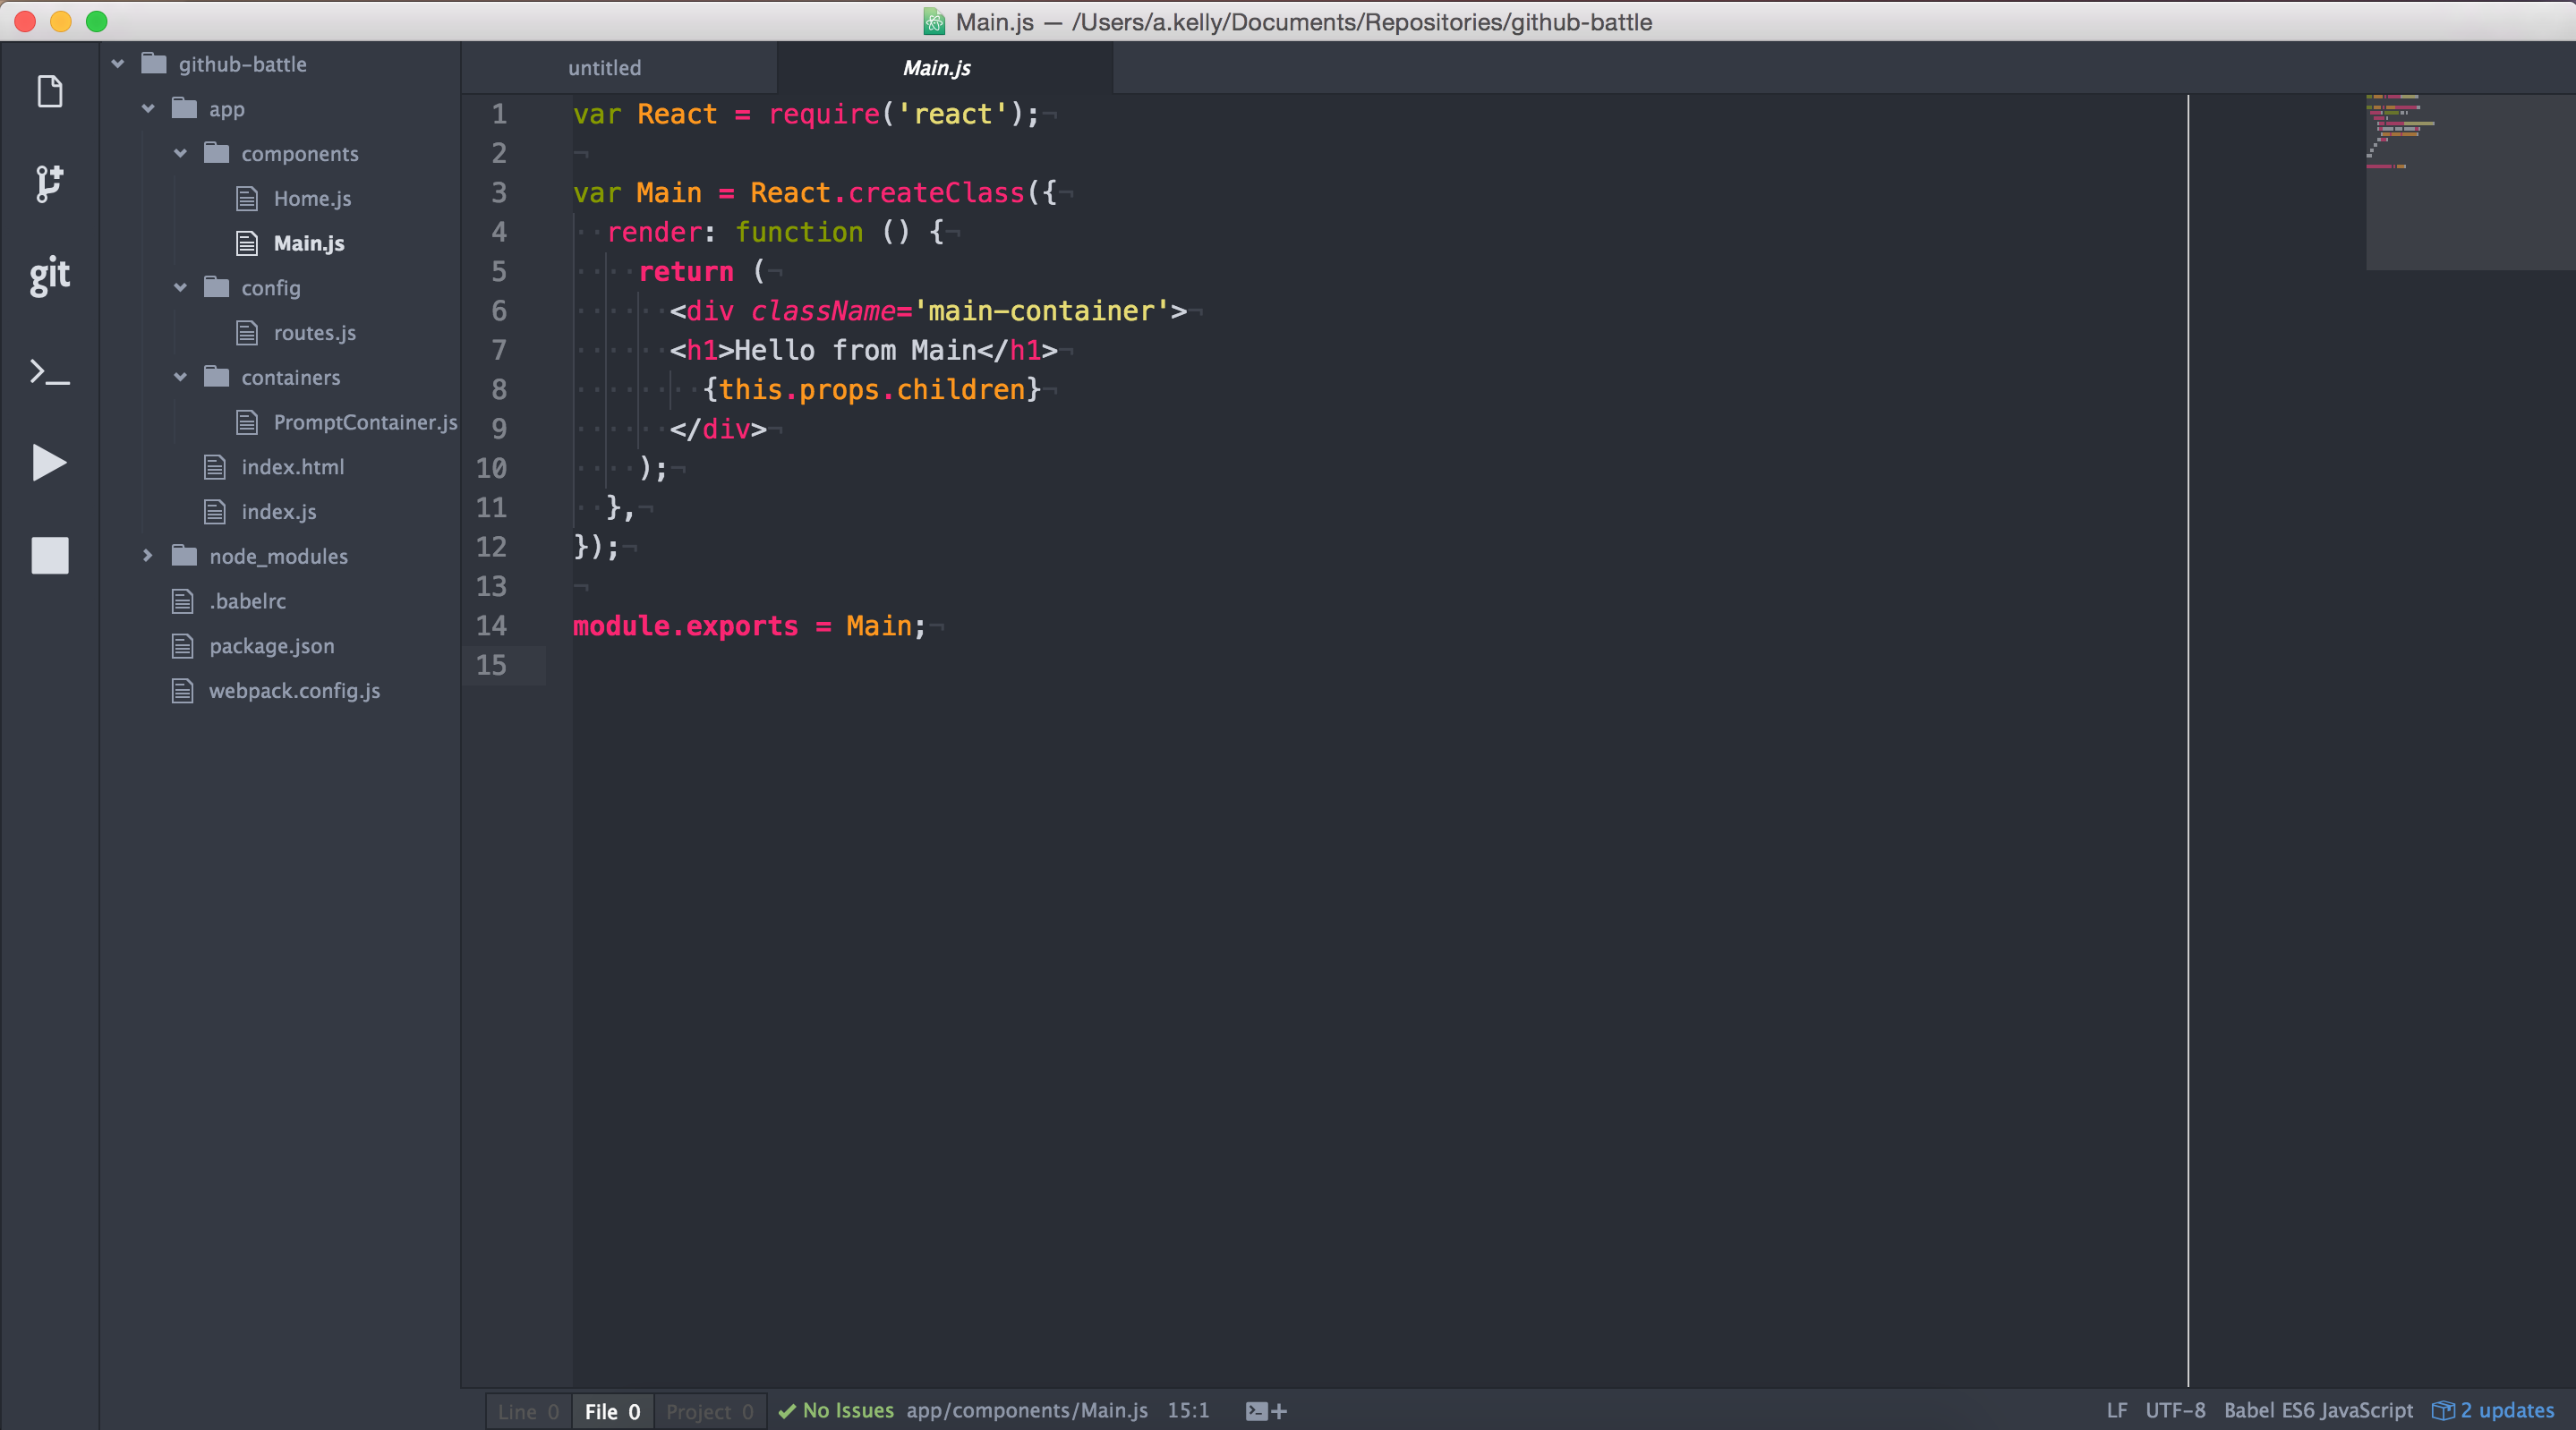 Main.js — /Users/a.kelly/Documents/Repositories/github-battle
github-battle
app
components
Home.js
Main.js
config
routes.js
containers
PromptContainer.js
index.html
index.js
node_modules
.babelrc
package.json
webpack.config.js
git
untitled
Main.js
1 var React = require('react');¬
2 ¬
3 var Main = React.createClass({¬
4 ··render: function () {¬
5 ····return (¬
6 ······<div className='main-container'>¬
7 ······<h1>Hello from Main</h1>¬
8 ········{this.props.children}¬
9 ······</div>¬
10 ····);¬
11 ··},¬
12 });¬
13 ¬
14 module.exports = Main;¬
15
Line 0 File 0 Project 0 No Issues app/components/Main.js 15:1 LF UTF-8 Babel ES6 JavaScript 2 updates